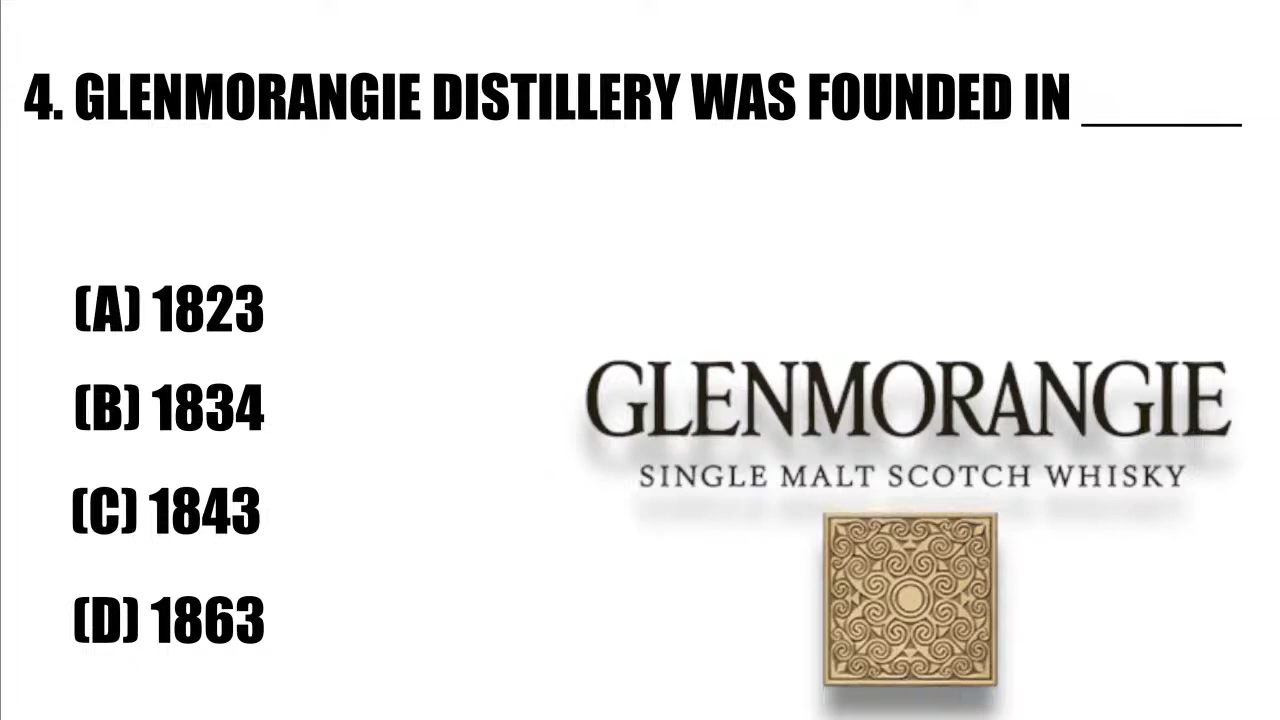 4. GLENMORANGIE DISTILLERY WAS FOUNDED IN ______
(A) 1823
(B) 1834
(C) 1843
(D) 1863
GLENMORANGIE
SINGLE MALT SCOTCH WHISKY